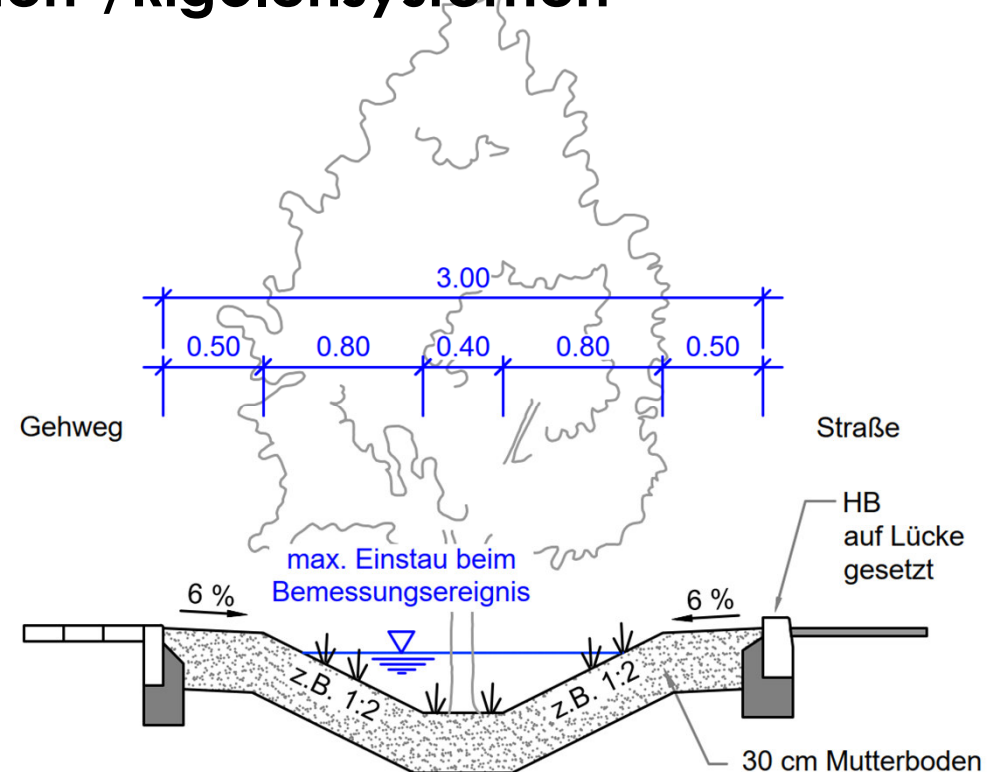 /Rigolensystemen
3.00
0.50 0.80 0.40 0.80 0.50
Gehweg
Straße
HB
auf Lücke
gesetzt
max. Einstau beim
Bemessungsereignis
6 %
6 %
z.B. 1:2
z.B. 1:2
30 cm Mutterboden